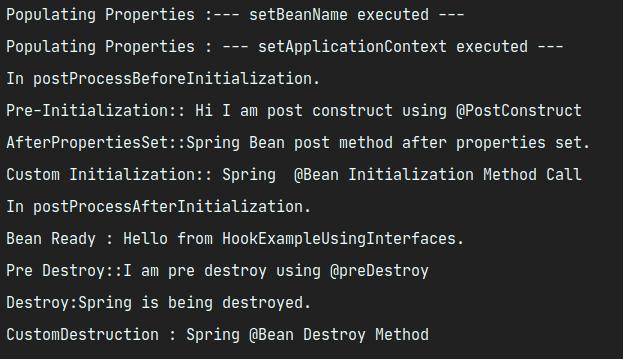 Populating Properties :--- setBeanName executed ---
Populating Properties : --- setApplicationContext executed ---
In postProcessBeforeInitialization.
Pre-Initialization:: Hi I am post construct using @PostConstruct
AfterPropertiesSet::Spring Bean post method after properties set.
Custom Initialization:: Spring  @Bean Initialization Method Call
In postProcessAfterInitialization.
Bean Ready : Hello from HookExampleUsingInterfaces.
Pre Destroy::I am pre destroy using @preDestroy
Destroy:Spring is being destroyed.
CustomDestruction : Spring @Bean Destroy Method